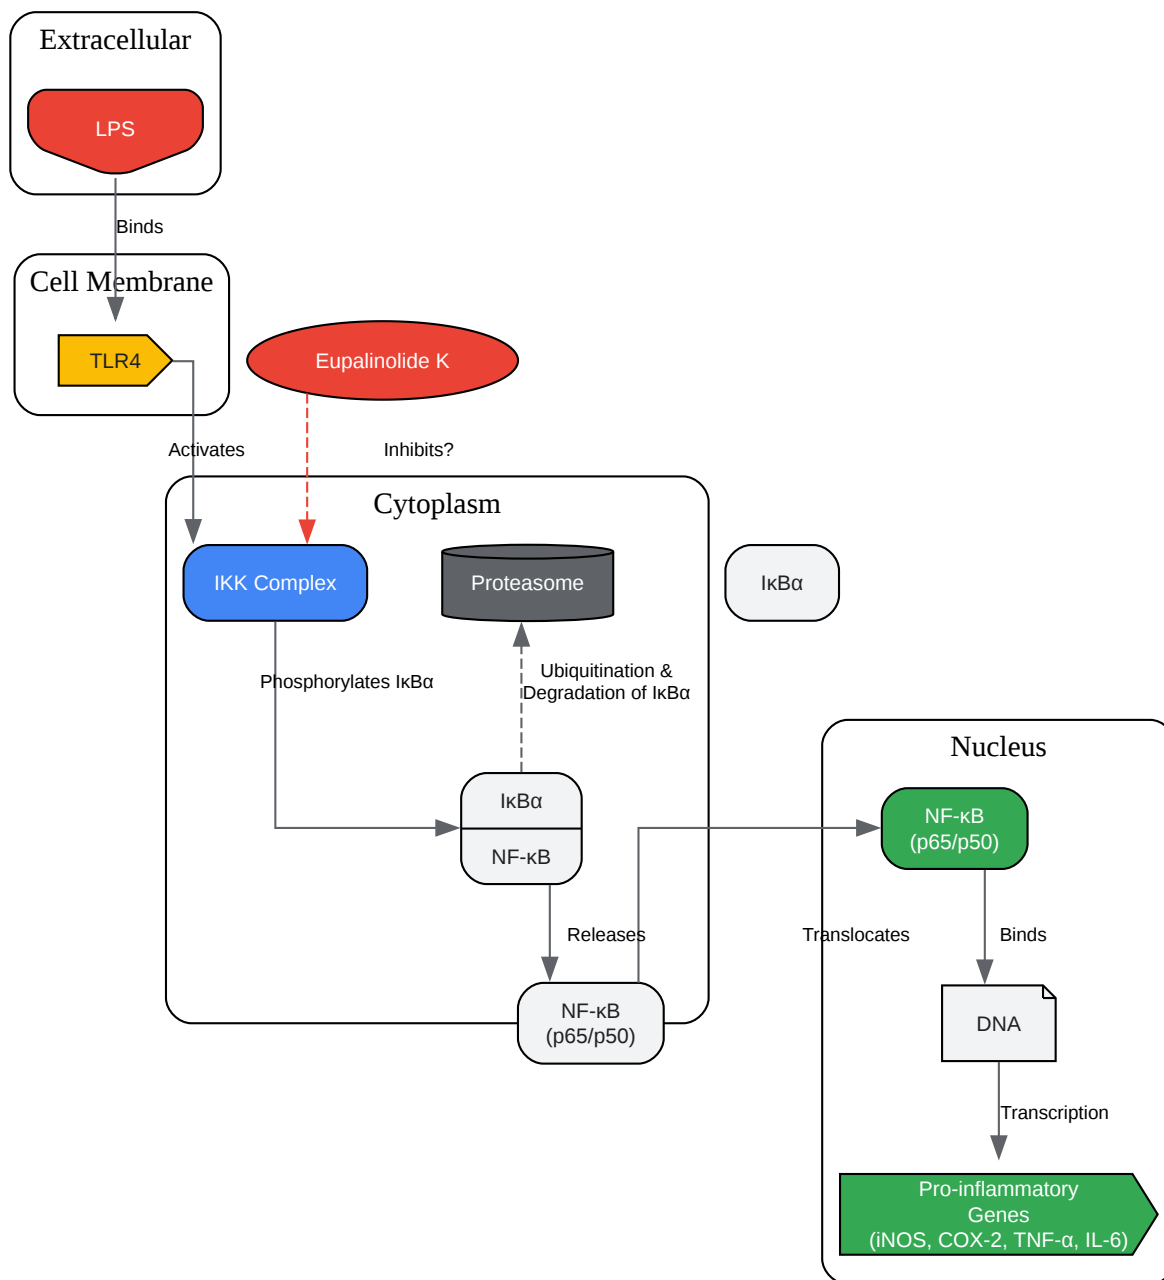 Extracellular
LPS
Binds
Cell Membrane
TLR4
Eupalinolide K
Activates
Inhibits?
Cytoplasm
IKK Complex
Proteasome
IκBα
Phosphorylates IκBα
Ubiquitination &
Degradation of IκBα
Nucleus
IκBα
NF-κB
NF-κB
(p65/p50)
Releases
Translocates
Binds
NF-κB
(p65/p50)
DNA
Transcription
Pro-inflammatory
Genes
(iNOS, COX-2, TNF-α, IL-6)